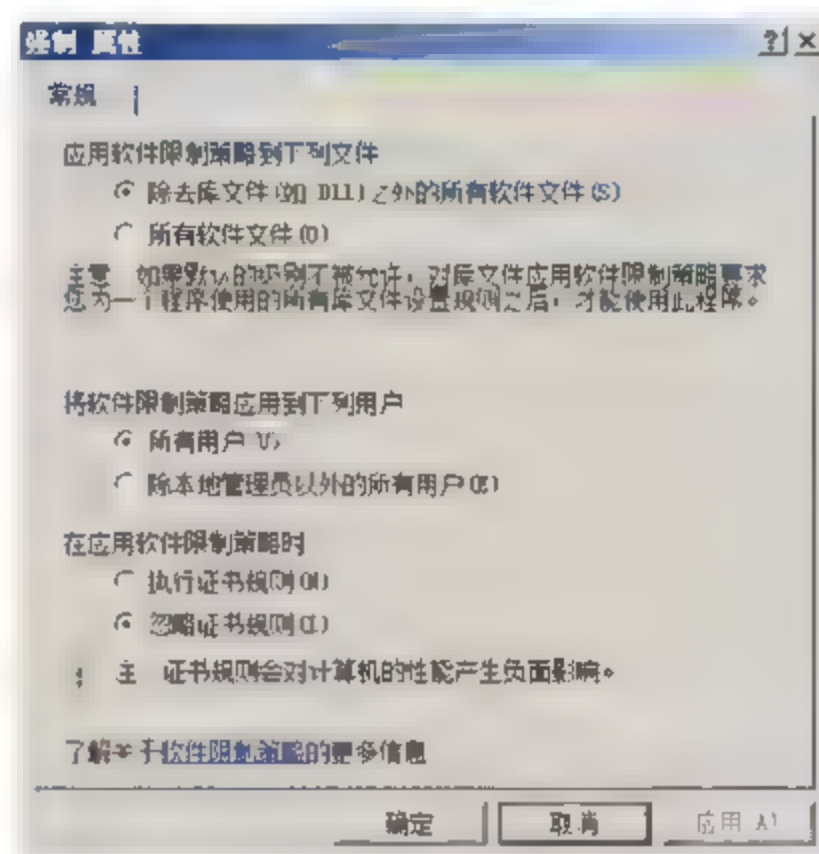 强制 属性
常规
应用软件限制策略到下列文件
除去库文件(如 Dll)之外的所有软件文件(S)
所有软件文件(O)
如果 的级别不被允许，对库文件应用软件限制策略要求
您为一个程序使用的所有库文件设置规则之后，才能使用此程序。
将软件限制策略应用到下列用户
所有用户
除本地管理员以外的所有用户(E)
在应用软件限制策略时
执行证书规则
忽略证书规则(I)
证书规则会对计算机的性能产生负面影响。
了解关于软件限制策略的更多信息
确定
取消
应用 A)